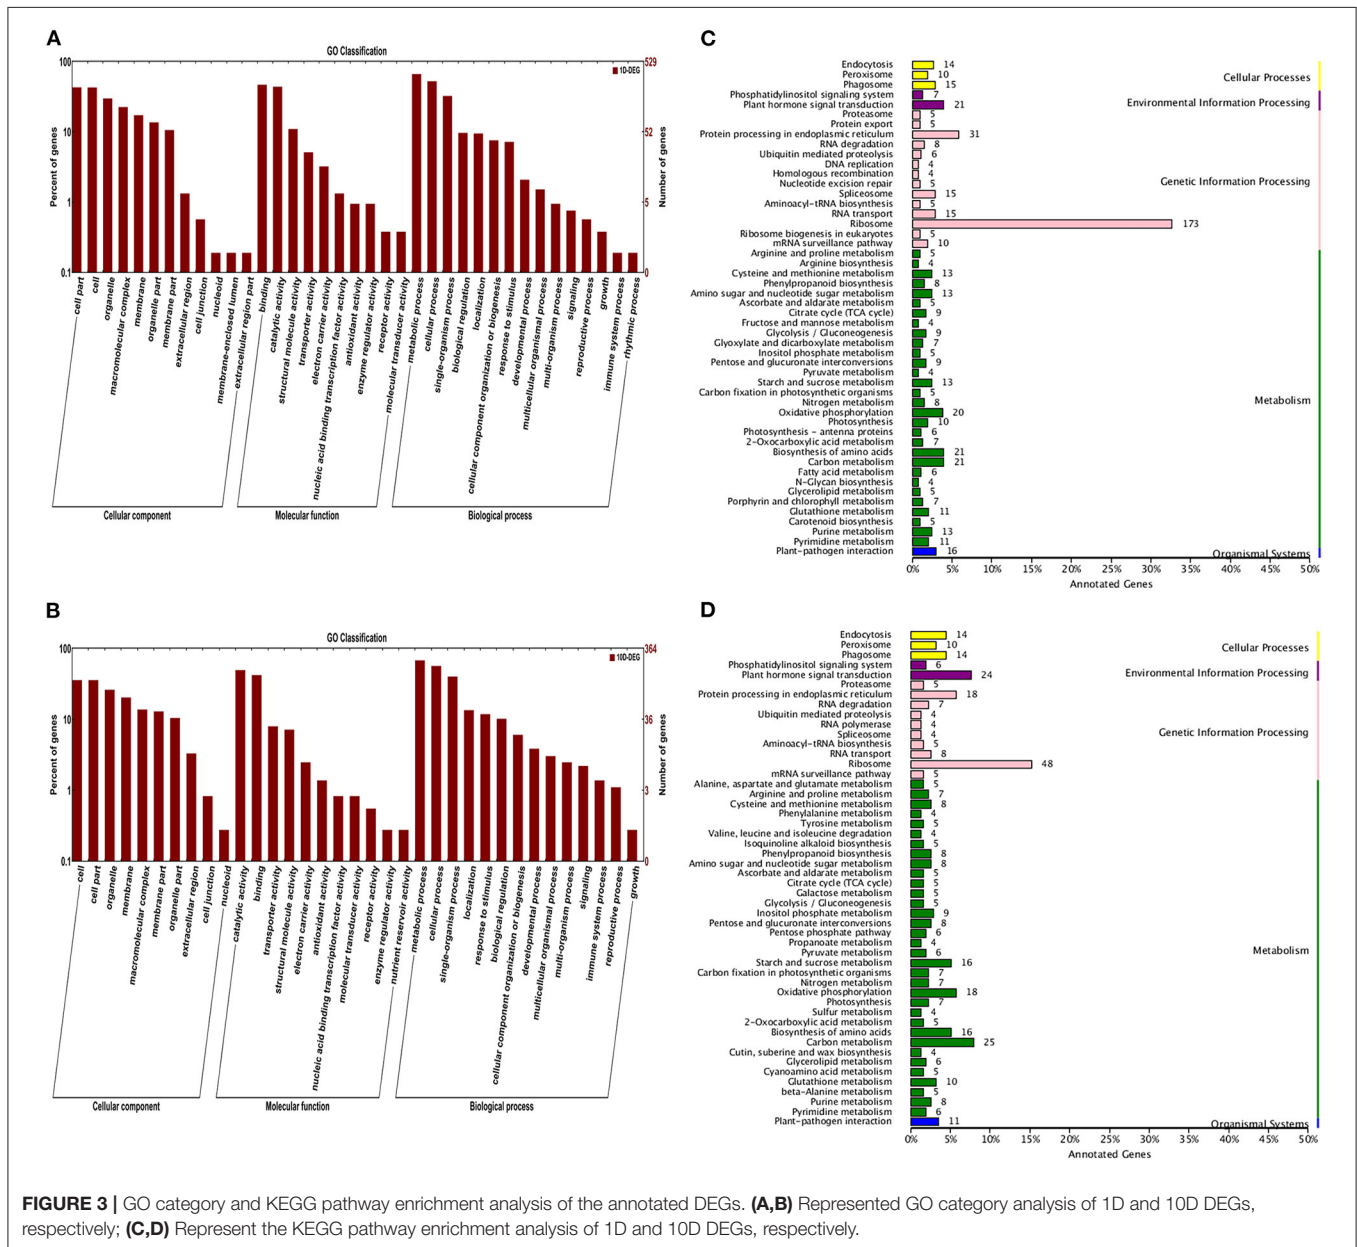 A
GO Classification
100
10
1
0.1
Percent of genes
529
52
5
0
Number of genes
1D-DEG
cell part
cell
organelle
macromolecular complex
membrane
organelle part
membrane part
extracellular region
cell junction
nucleoid
membrane-enclosed lumen
extracellular region part
binding
catalytic activity
structural molecule activity
transporter activity
electron carrier activity
nucleic acid binding transcription factor activity
antioxidant activity
enzyme regulator activity
receptor activity
molecular transducer activity
metabolic process
cellular process
single-organism process
biological regulation
localization
cellular component organization or biogenesis
response to stimulus
developmental process
multicellular organismal process
multi-organism process
signaling
reproductive process
growth
immune system process
rhythmic process
Cellular component
Molecular function
Biological process
B
GO Classification
100
10
1
0.1
Percent of genes
364
36
3
0
Number of genes
10D-DEG
cell
cell part
organelle
membrane
macromolecular complex
membrane part
organelle part
extracellular region
cell junction
nucleoid
catalytic activity
binding
transporter activity
structural molecule activity
electron carrier activity
antioxidant activity
nucleic acid binding transcription factor activity
molecular transducer activity
receptor activity
enzyme regulator activity
nutrient reservoir activity
metabolic process
cellular process
single-organism process
localization
response to stimulus
biological regulation
cellular component organization or biogenesis
developmental process
multicellular organismal process
multi-organism process
signaling
immune system process
reproductive process
growth
Cellular component
Molecular function
Biological process
C
Endocytosis 14
Peroxisome 10
Phagosome 15
Phosphatidylinositol signaling system 7
Plant hormone signal transduction 21
Proteasome 5
Protein export 5
Protein processing in endoplasmic reticulum 31
RNA degradation 8
Ubiquitin mediated proteolysis 6
DNA replication 4
Homologous recombination 4
Nucleotide excision repair 5
Spliceosome 15
Aminoacyl-tRNA biosynthesis 5
RNA transport 15
Ribosome 173
Ribosome biogenesis in eukaryotes 5
mRNA surveillance pathway 10
Arginine and proline metabolism 5
Arginine biosynthesis 4
Cysteine and methionine metabolism 13
Phenylpropanoid biosynthesis 8
Amino sugar and nucleotide sugar metabolism 13
Ascorbate and aldarate metabolism 5
Citrate cycle (TCA cycle) 9
Fructose and mannose metabolism 4
Glycolysis / Gluconeogenesis 9
Glyoxylate and dicarboxylate metabolism 7
Inositol phosphate metabolism 5
Pentose and glucuronate interconversions 9
Pyruvate metabolism 4
Starch and sucrose metabolism 13
Carbon fixation in photosynthetic organisms 5
Nitrogen metabolism 8
Oxidative phosphorylation 20
Photosynthesis 10
Photosynthesis - antenna proteins 6
2-Oxocarboxylic acid metabolism 7
Biosynthesis of amino acids 21
Carbon metabolism 21
Fatty acid metabolism 6
N-Glycan biosynthesis 4
Glycerolipid metabolism 5
Porphyrin and chlorophyll metabolism 7
Glutathione metabolism 11
Carotenoid biosynthesis 5
Purine metabolism 13
Pyrimidine metabolism 11
Plant-pathogen interaction 16
Cellular Processes
Environmental Information Processing
Genetic Information Processing
Metabolism
Organismal Systems
0% 5% 10% 15% 20% 25% 30% 35% 40% 45% 50%
Annotated Genes
D
Endocytosis 14
Peroxisome 10
Phagosome 14
Phosphatidylinositol signaling system 6
Plant hormone signal transduction 24
Proteasome 5
Protein processing in endoplasmic reticulum 18
RNA degradation 7
Ubiquitin mediated proteolysis 4
RNA polymerase 4
Spliceosome 4
Aminoacyl-tRNA biosynthesis 5
RNA transport 8
Ribosome 48
mRNA surveillance pathway 5
Alanine, aspartate and glutamate metabolism 5
Arginine and proline metabolism 7
Cysteine and methionine metabolism 8
Phenylalanine metabolism 4
Tyrosine metabolism 5
Valine, leucine and isoleucine degradation 4
Isoquinoline alkaloid biosynthesis 5
Phenylpropanoid biosynthesis 8
Amino sugar and nucleotide sugar metabolism 8
Ascorbate and aldarate metabolism 5
Citrate cycle (TCA cycle) 5
Galactose metabolism 5
Glycolysis / Gluconeogenesis 5
Inositol phosphate metabolism 9
Pentose and glucuronate interconversions 8
Pentose phosphate pathway 6
Propanoate metabolism 4
Pyruvate metabolism 6
Starch and sucrose metabolism 16
Carbon fixation in photosynthetic organisms 7
Nitrogen metabolism 7
Oxidative phosphorylation 18
Photosynthesis 7
Sulfur metabolism 4
2-Oxocarboxylic acid metabolism 5
Biosynthesis of amino acids 16
Carbon metabolism 25
Cutin, suberine and wax biosynthesis 4
Glycerolipid metabolism 6
Cyanoamino acid metabolism 5
Glutathione metabolism 10
beta-Alanine metabolism 5
Purine metabolism 8
Pyrimidine metabolism 6
Plant-pathogen interaction 11
Cellular Processes
Environmental Information Processing
Genetic Information Processing
Metabolism
Organismal Systems
0% 5% 10% 15% 20% 25% 30% 35% 40% 45% 50%
Annotated Genes
FIGURE 3 | GO category and KEGG pathway enrichment analysis of the annotated DEGs. (A,B) Represented GO category analysis of 1D and 10D DEGs,
respectively; (C,D) Represent the KEGG pathway enrichment analysis of 1D and 10D DEGs, respectively.